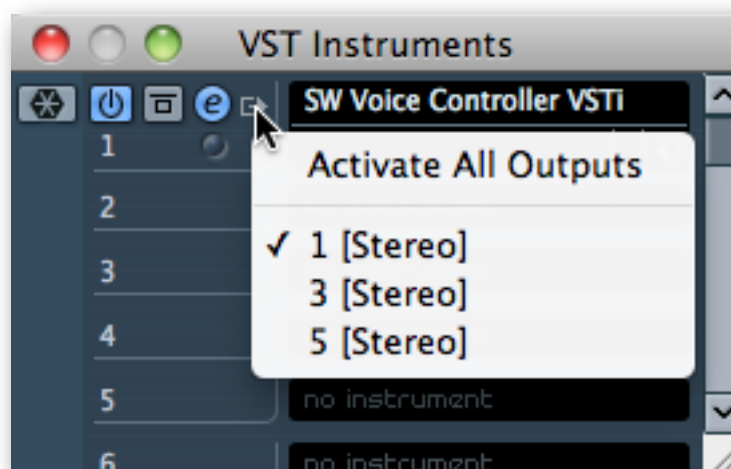 VST Instruments
e SW Voice Controller VSTi
1
Activate All Outputs
2
✓ 1 [Stereo]
3
3 [Stereo]
4
5 [Stereo]
5 no instrument
6 no instrument